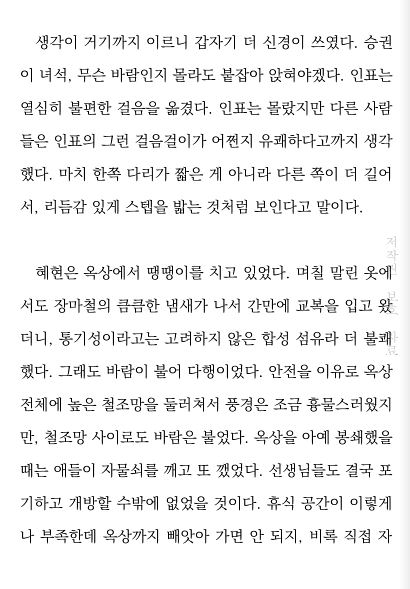 생각이 거기까지 이르니 갑자기 더 신경이 쓰였다. 승권
이 녀석, 무슨 바람인지 몰라도 붙잡아 앉혀야겠다. 인표는
열심히 불편한 걸음을 옮겼다. 인표는 몰랐지만 다른 사람
들은 인표의 그런 걸음걸이가 어쩐지 유쾌하다고까지 생각
했다. 마치 한쪽 다리가 짧은 게 아니라 다른 쪽이 더 길어
서, 리듬감 있게 스텝을 밟는 것처럼 보인다고 말이다.
혜현은 옥상에서 땡땡이를 치고 있었다. 며칠 말린 옷에
서도 장마철의 큼큼한 냄새가 나서 간만에 교복을 입고 왔
더니, 통기성이라고는 고려하지 않은 합성 섬유라 더 불쾌
했다. 그래도 바람이 불어 다행이었다. 안전을 이유로 옥상
전체에 높은 철조망을 둘러쳐서 풍경은 조금 흉물스러웠지
만, 철조망 사이로도 바람은 불었다. 옥상을 아예 봉쇄했을
때는 애들이 자물쇠를 깨고 또 깼었다. 선생님들도 결국 포
기하고 개방할 수밖에 없었을 것이다. 휴식 공간이 이렇게
나 부족한데 옥상까지 빼앗아 가면 안 되지, 비록 직접 자
저작권 보호 자료